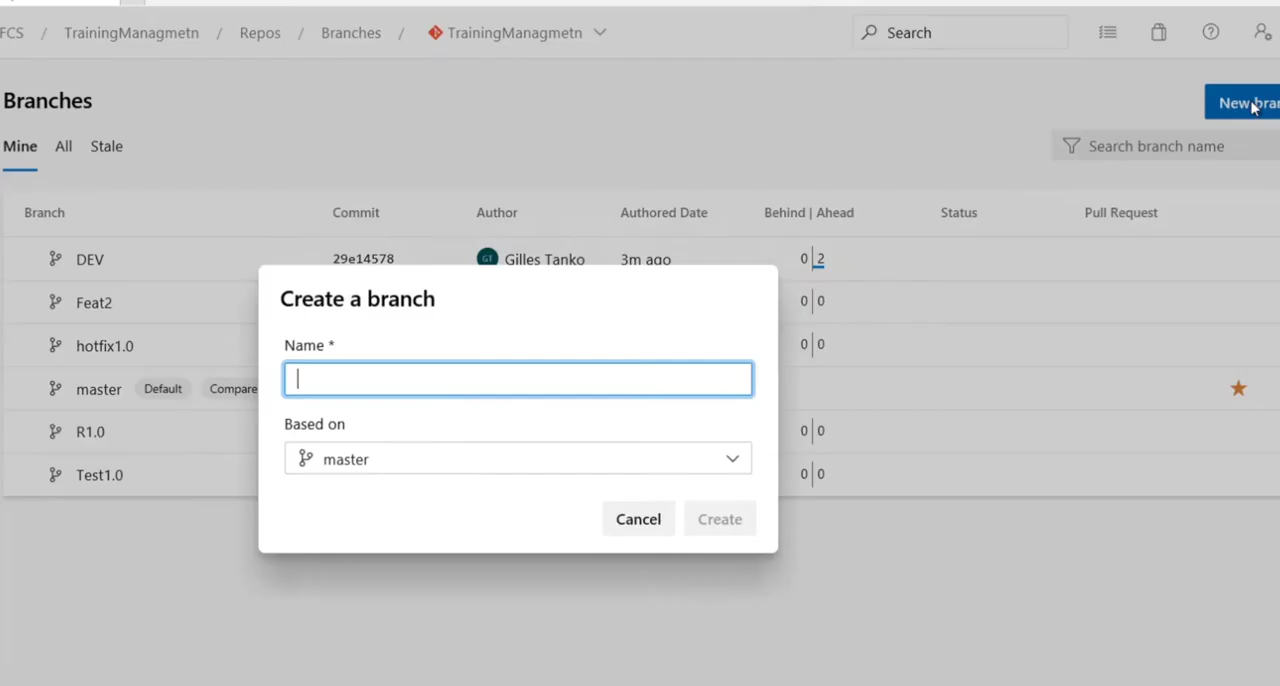 FCS / TrainingManagmetn / Repos / Branches / TrainingManagmetn
Search
Branches
New bran
Mine All Stale
Search branch name
Branch Commit Author Authored Date Behind | Ahead Status Pull Request
DEV 29e14578 GT Gilles Tanko 3m ago 0 2
Feat2 0 0
hotfix1.0 0 0
master Default Compare
R1.0 0 0
Test1.0 0 0
Create a branch
Name *
Based on
master
Cancel Create